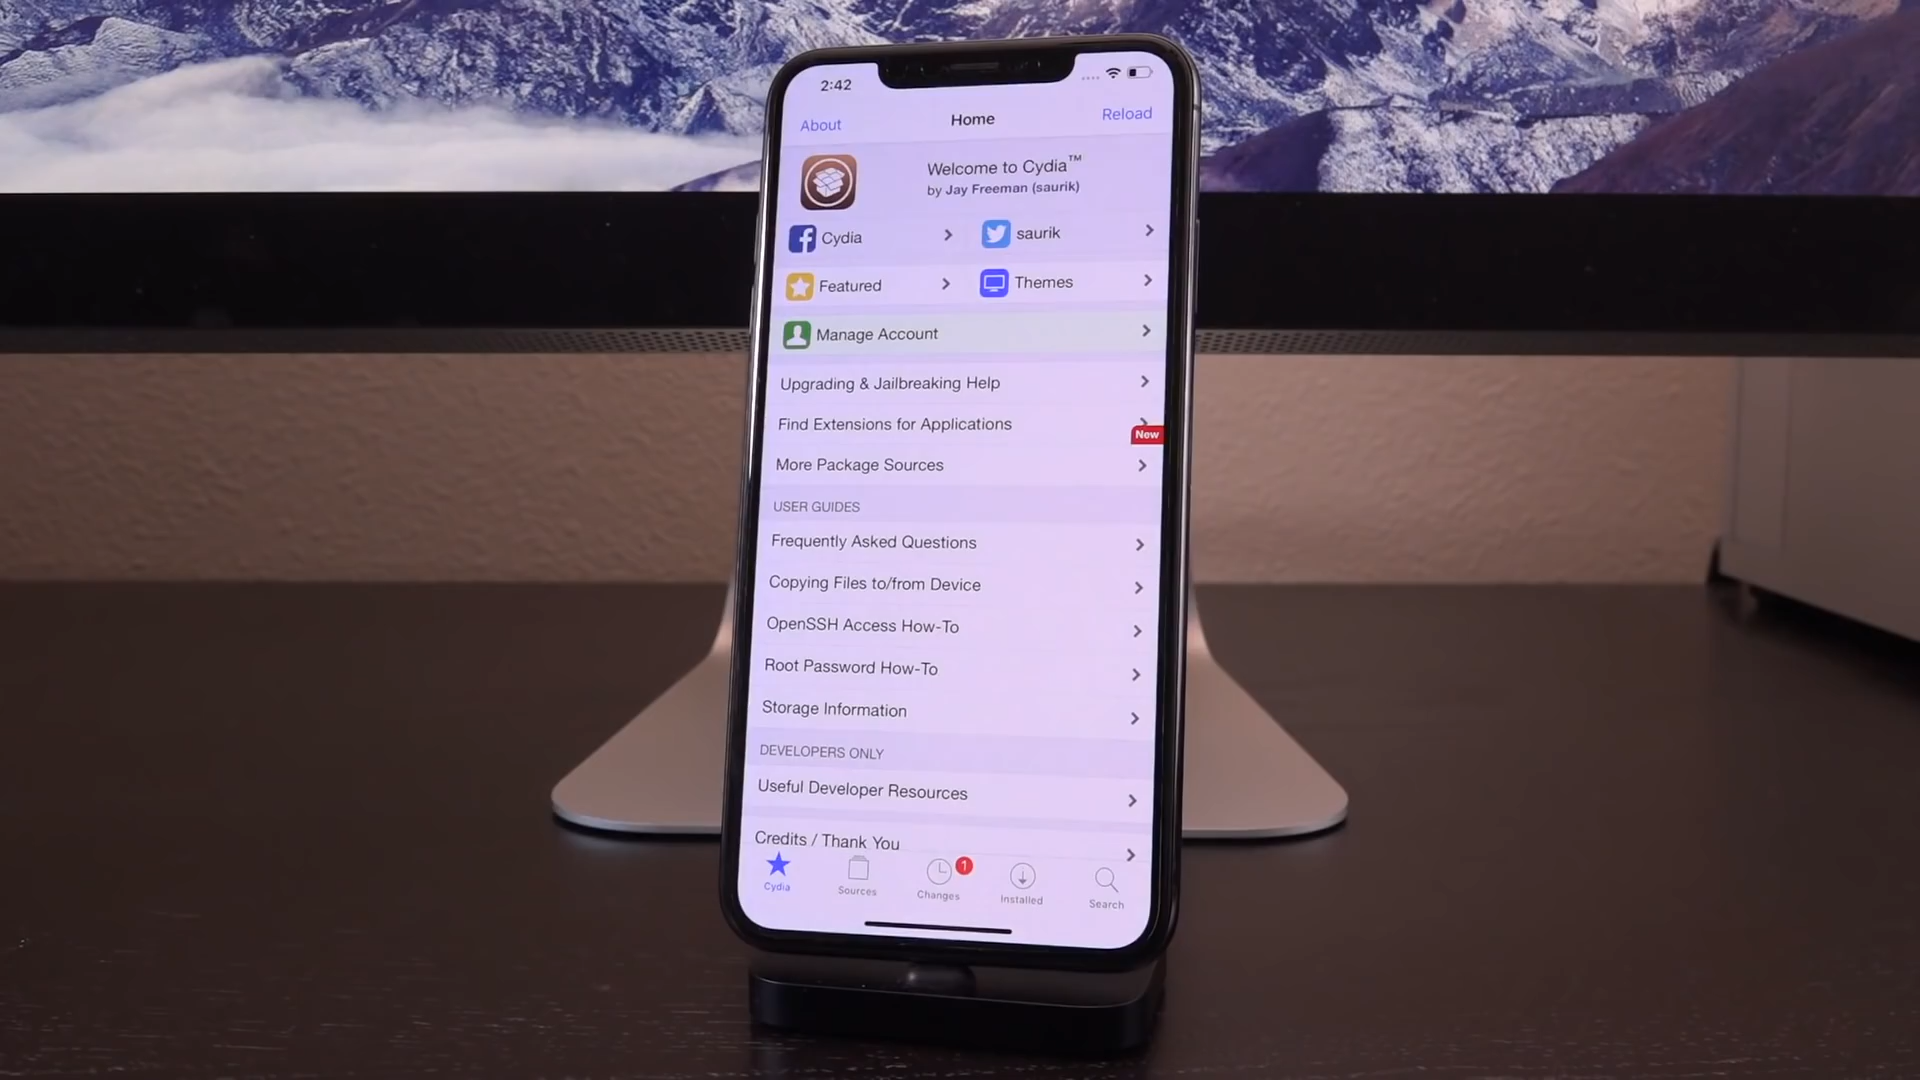 2:42
About
Home
Reload
Welcome to Cydia™
by Jay Freeman (saurik)
Cydia
saurik
Featured
Themes
Manage Account
Upgrading & Jailbreaking Help
Find Extensions for Applications
New
More Package Sources
USER GUIDES
Frequently Asked Questions
Copying Files to/from Device
OpenSSH Access How-To
Root Password How-To
Storage Information
DEVELOPERS ONLY
Useful Developer Resources
Credits / Thank You
1
Cydia
Sources
Changes
Installed
Search